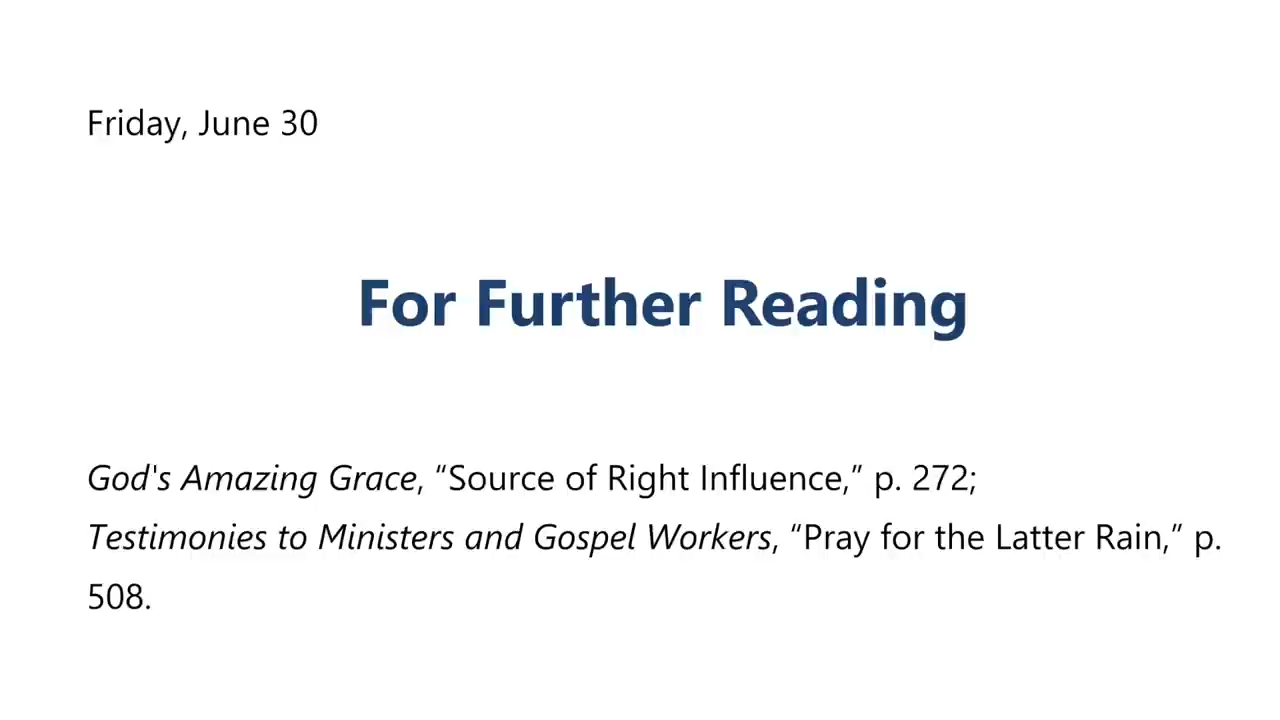 Friday, June 30
For Further Reading
God's Amazing Grace, “Source of Right Influence,” p. 272;
Testimonies to Ministers and Gospel Workers, “Pray for the Latter Rain,” p.
508.